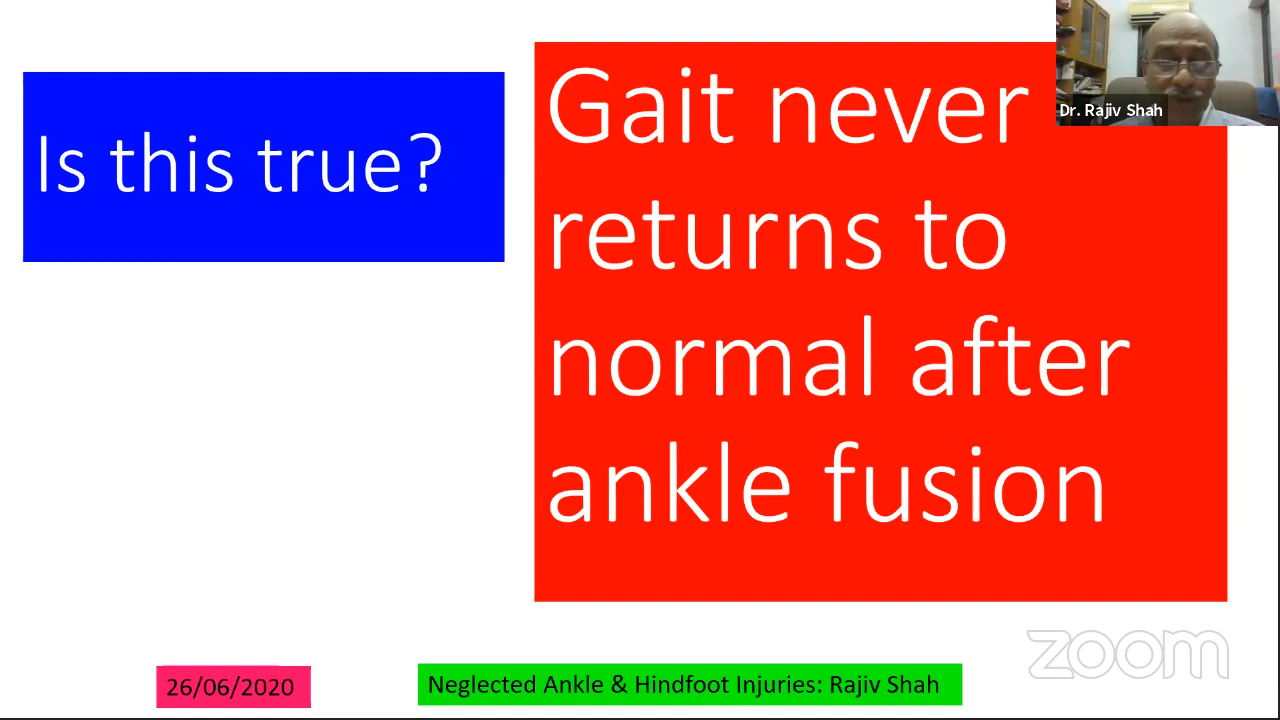 Is this true?
Gait never
returns to
normal after
ankle fusion
Dr. Rajiv Shah
26/06/2020
Neglected Ankle & Hindfoot Injuries: Rajiv Shah
zoom